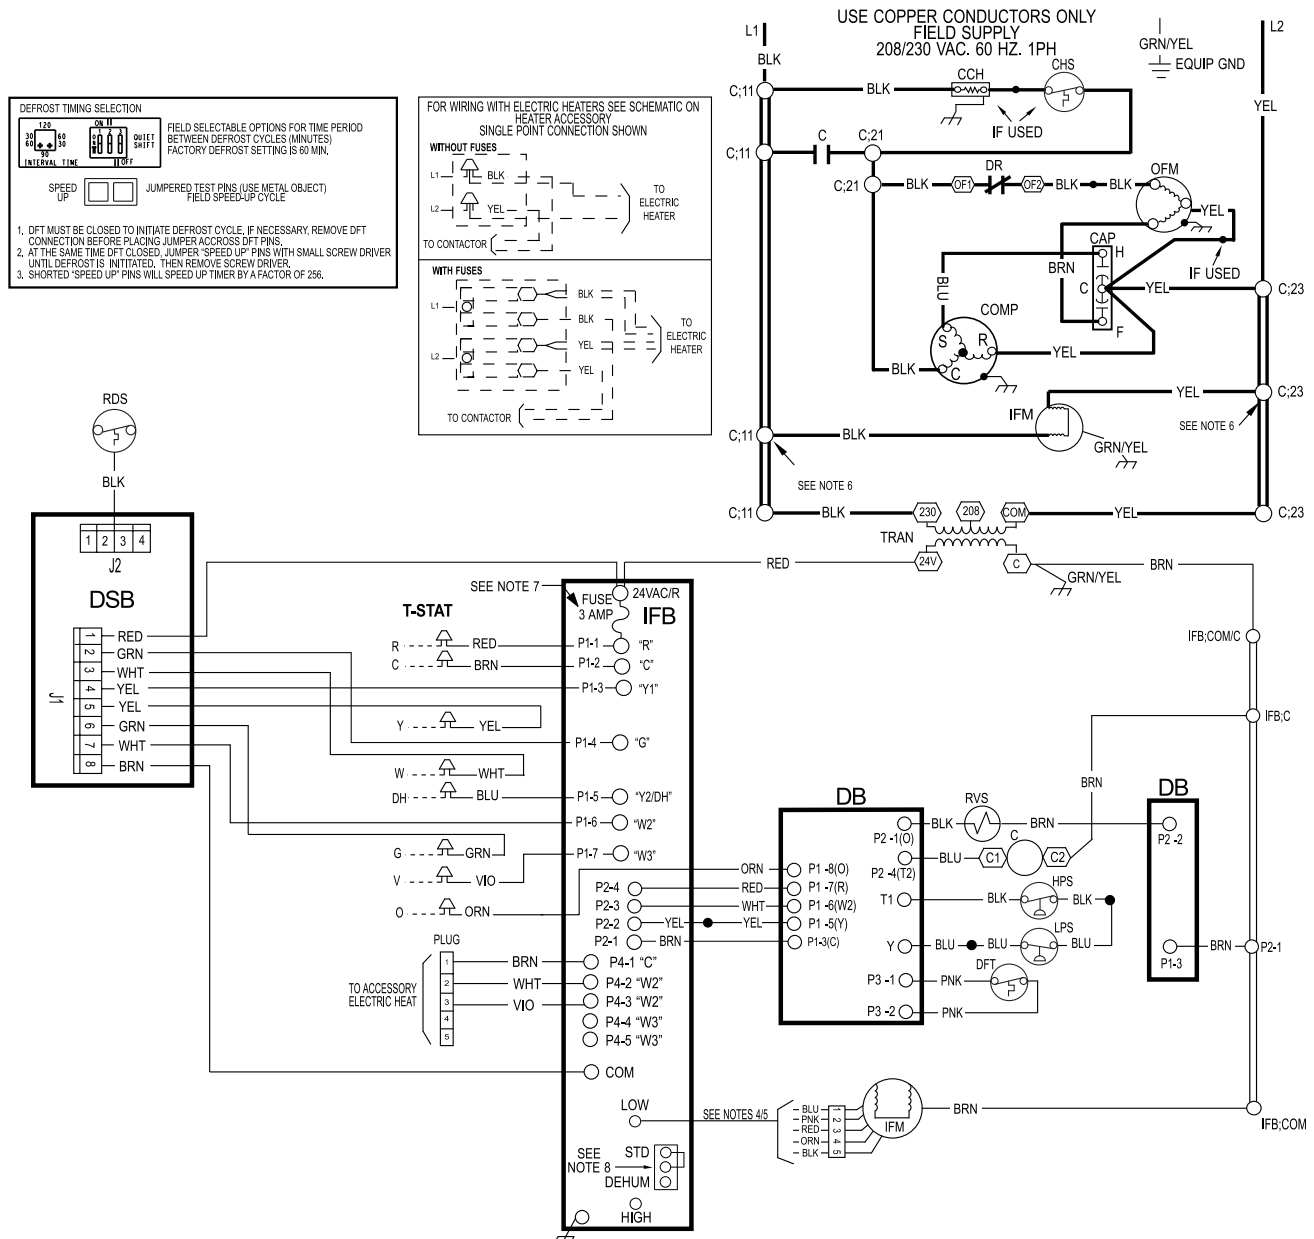 USE COPPER CONDUCTORS ONLY
FIELD SUPPLY
208/230 VAC. 60 HZ. 1PH
L1
BLK
GRN/YEL
EQUIP GND
L2
YEL
C;11
BLK
CCH
CHS
IF USED
C;11
C
C;21
C;21
BLK
OF1
DR
OF2
BLK
BLK
OFM
YEL
IF USED
BRN
CAP
H
C
F
YEL
C;23
BLU
COMP
S
R
C
YEL
BLK
YEL
C;23
IFM
SEE NOTE 6
C;11
BLK
GRN/YEL
SEE NOTE 6
C;11
BLK
230
208
COM
YEL
C;23
TRAN
24V
C
RED
GRN/YEL
BRN
DEFROST TIMING SELECTION
120
30
60
60
30
90
INTERVAL TIME
ON
1 2 3
ON
OFF
QUIET
SHIFT
FIELD SELECTABLE OPTIONS FOR TIME PERIOD
BETWEEN DEFROST CYCLES (MINUTES)
FACTORY DEFROST SETTING IS 60 MIN.
SPEED
UP
JUMPERED TEST PINS (USE METAL OBJECT)
FIELD SPEED-UP CYCLE
1. DFT MUST BE CLOSED TO INITIATE DEFROST CYCLE, IF NECESSARY, REMOVE DFT
CONNECTION BEFORE PLACING JUMPER ACCROSS DFT PINS.
2. AT THE SAME TIME DFT CLOSED, JUMPER "SPEED UP" PINS WITH SMALL SCREW DRIVER
UNTIL DEFROST IS INITITATED, THEN REMOVE SCREW DRIVER.
3. SHORTED "SPEED UP" PINS WILL SPEED UP TIMER BY A FACTOR OF 256.
FOR WIRING WITH ELECTRIC HEATERS SEE SCHEMATIC ON
HEATER ACCESSORY
SINGLE POINT CONNECTION SHOWN
WITHOUT FUSES
L1
BLK
L2
YEL
TO
ELECTRIC
HEATER
TO CONTACTOR
WITH FUSES
L1
BLK
BLK
L2
YEL
YEL
TO
ELECTRIC
HEATER
TO CONTACTOR
RDS
BLK
1 2 3 4
J2
DSB
J1
1 RED
2 GRN
3 WHT
4 YEL
5 YEL
6 GRN
7 WHT
8 BRN
T-STAT
SEE NOTE 7
FUSE
3 AMP
24VAC/R
IFB
R RED P1-1 "R"
C BRN P1-2 "C"
P1-3 "Y1"
Y YEL
P1-4 "G"
W WHT
DH BLU P1-5 "Y2/DH"
P1-6 "W2"
G GRN
P1-7 "W3"
V VIO
O ORN
P2-4
P2-3
P2-2
P2-1
PLUG
TO ACCESSORY
ELECTRIC HEAT
1 BRN P4-1 "C"
2 WHT P4-2 "W2"
3 VIO P4-3 "W2"
4 P4-4 "W3"
5 P4-5 "W3"
COM
LOW
SEE
NOTE 8
STD
DEHUM
HIGH
ORN
RED
WHT
YEL YEL
BRN
DB
P1 -8(O)
P1 -7(R)
P1 -6(W2)
P1 -5(Y)
P1-3(C)
P2 -1(O)
P2 -4(T2)
T1
Y
P3 -1
P3 -2
BLK
RVS
BRN
BLU
C1
C
C2
BRN
BLK
HPS
BLK
BLU
BLU
LPS
BLU
PNK
DFT
PNK
DB
P2 -2
P1-3
BRN
P2-1
IFB;COM/C
IFB;C
SEE NOTES 4/5
BLU 1
PNK 2
RED 3
ORN 4
BLK 5
IFM
BRN
IFB;COM